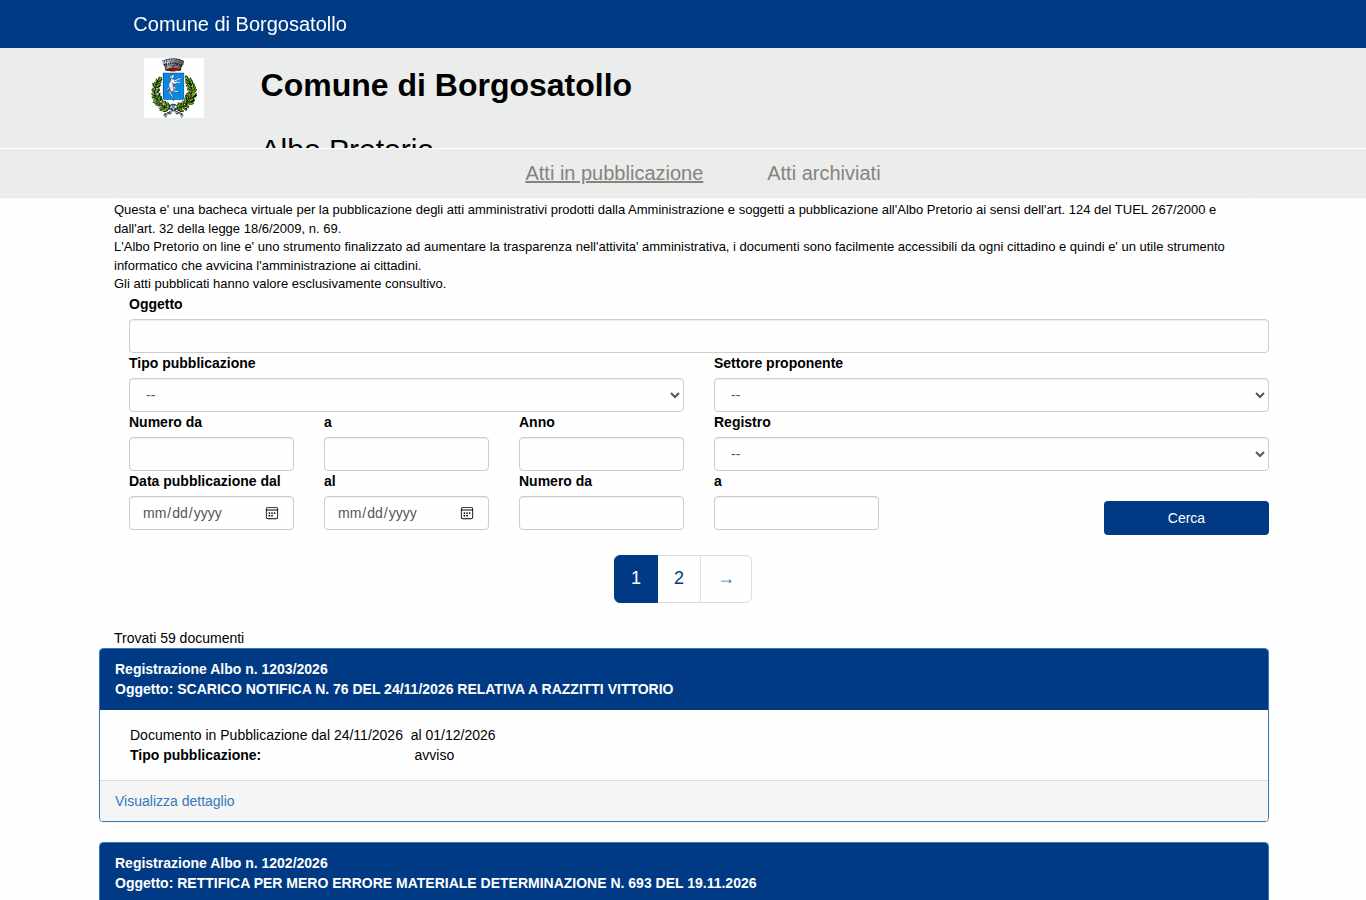 Comune di Borgosatollo
Comune di Borgosatollo
Albo Pretorio
Atti in pubblicazione
Atti archiviati
Questa e' una bacheca virtuale per la pubblicazione degli atti amministrativi prodotti dalla Amministrazione e soggetti a pubblicazione all'Albo Pretorio ai sensi dell'art. 124 del TUEL 267/2000 e
dall'art. 32 della legge 18/6/2009, n. 69.
L'Albo Pretorio on line e' uno strumento finalizzato ad aumentare la trasparenza nell'attivita' amministrativa, i documenti sono facilmente accessibili da ogni cittadino e quindi e' un utile strumento
informatico che avvicina l'amministrazione ai cittadini.
Gli atti pubblicati hanno valore esclusivamente consultivo.
Oggetto
Tipo pubblicazione
Settore proponente
--
--
Numero da
a
Anno
Registro
--
Data pubblicazione dal
al
Numero da
a
mm/dd/yyyy
mm/dd/yyyy
Cerca
1
2
→
Trovati 59 documenti
Registrazione Albo n. 1203/2026
Oggetto: SCARICO NOTIFICA N. 76 DEL 24/11/2026 RELATIVA A RAZZITTI VITTORIO
Documento in Pubblicazione dal 24/11/2026 al 01/12/2026
Tipo pubblicazione: avviso
Visualizza dettaglio
Registrazione Albo n. 1202/2026
Oggetto: RETTIFICA PER MERO ERRORE MATERIALE DETERMINAZIONE N. 693 DEL 19.11.2026